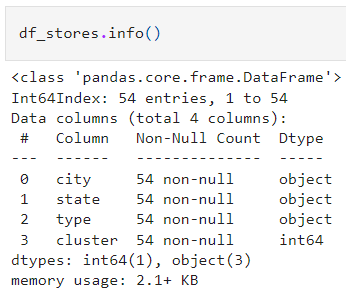 df_stores.info()
<class 'pandas.core.frame.DataFrame'>
Int64Index: 54 entries, 1 to 54
Data columns (total 4 columns):
 #   Column   Non-Null Count  Dtype
---  ------   --------------  -----
 0   city     54 non-null     object
 1   state    54 non-null     object
 2   type     54 non-null     object
 3   cluster  54 non-null     int64
dtypes: int64(1), object(3)
memory usage: 2.1+ KB